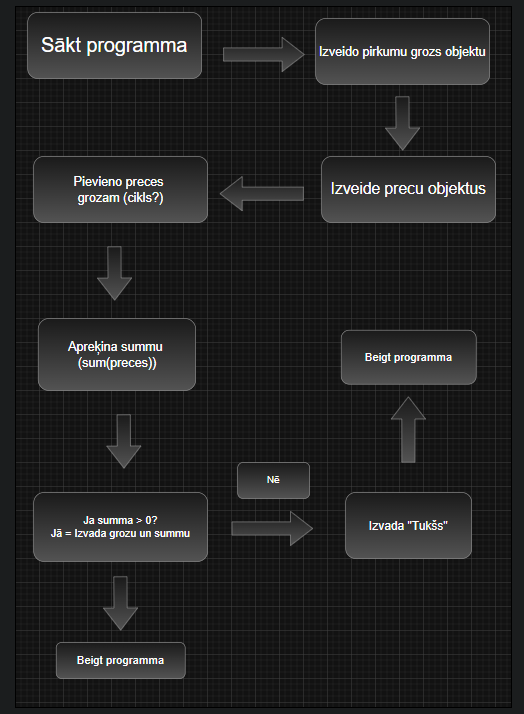 Sākt programma
Izveido pirkumu grozs objektu
Izveide precu objektus
Pievieno preces
grozam (cikls?)
Apreķina summu
(sum(preces))
Ja summa > 0?
Jā = Izvada grozu un summu
Nē
Izvada "Tukšs"
Beigt programma
Beigt programma